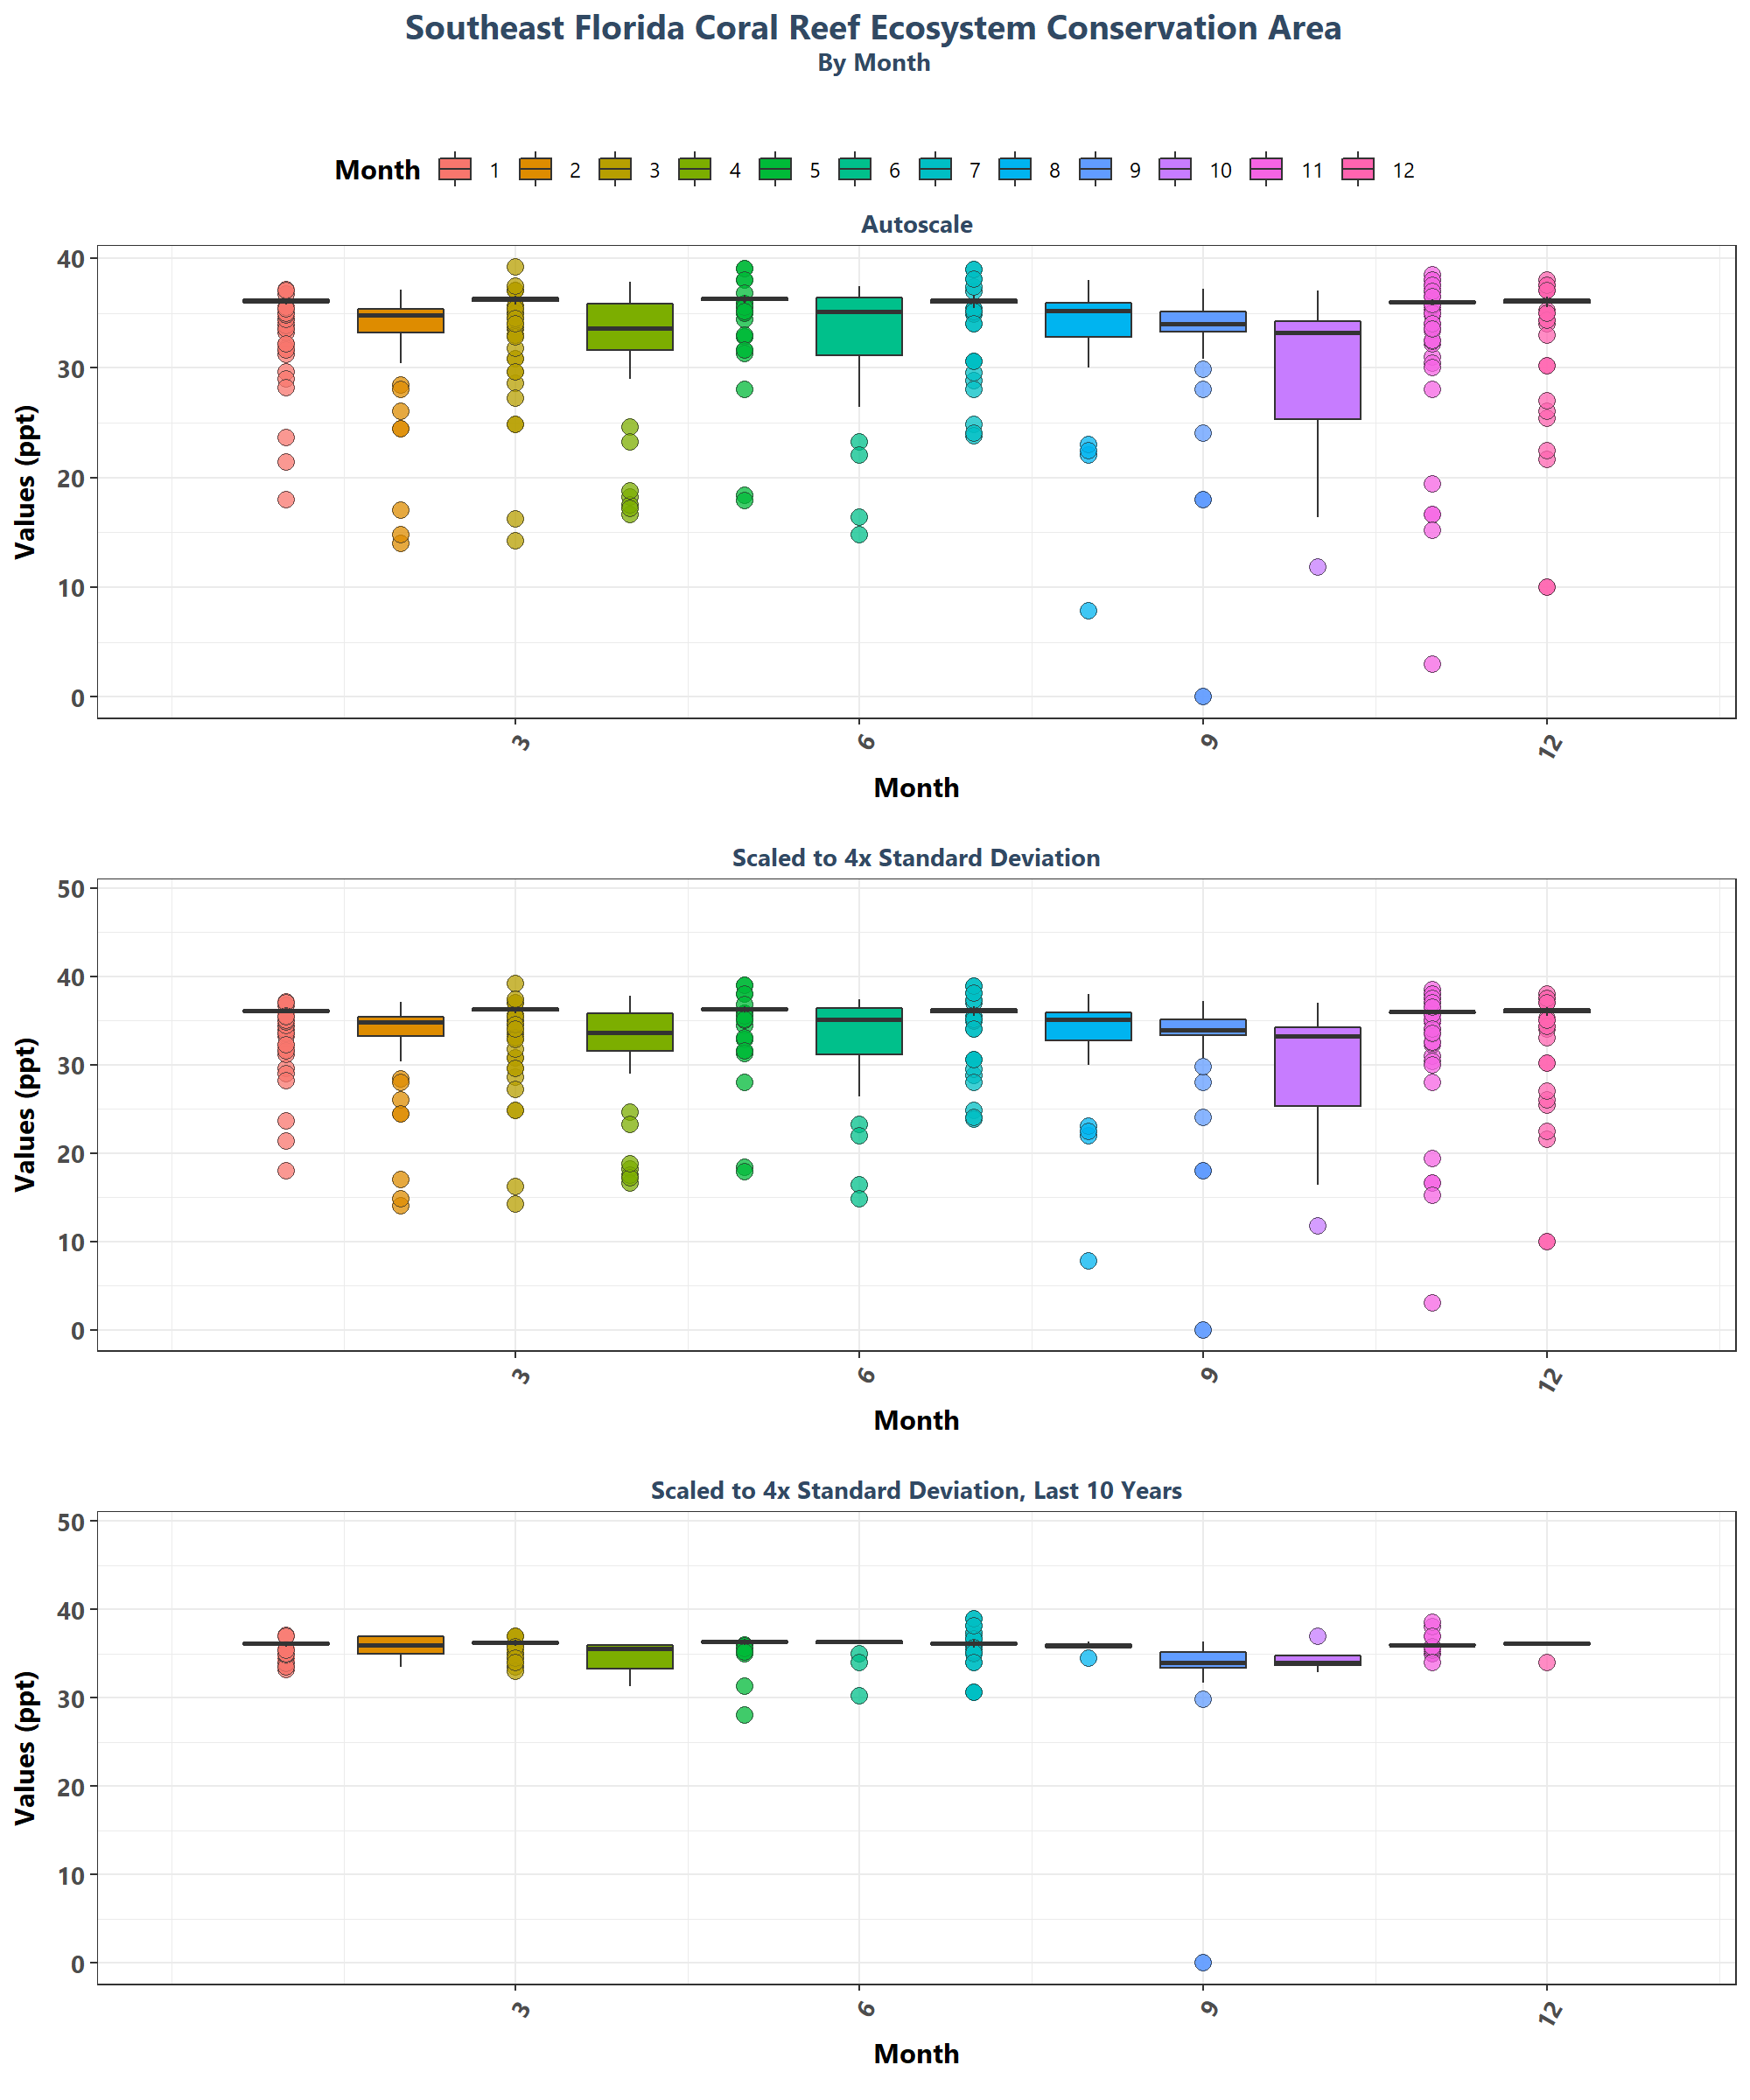 Southeast Florida Coral Reef Ecosystem Conservation Area
By Month
Month 1 2 3 4 5 6 7 8 9 10 11 12
Autoscale
40
30
20
10
0
Values (ppt)
3 6 9 12
Month
Scaled to 4x Standard Deviation
50
40
30
20
10
0
Values (ppt)
3 6 9 12
Month
Scaled to 4x Standard Deviation, Last 10 Years
50
40
30
20
10
0
Values (ppt)
3 6 9 12
Month